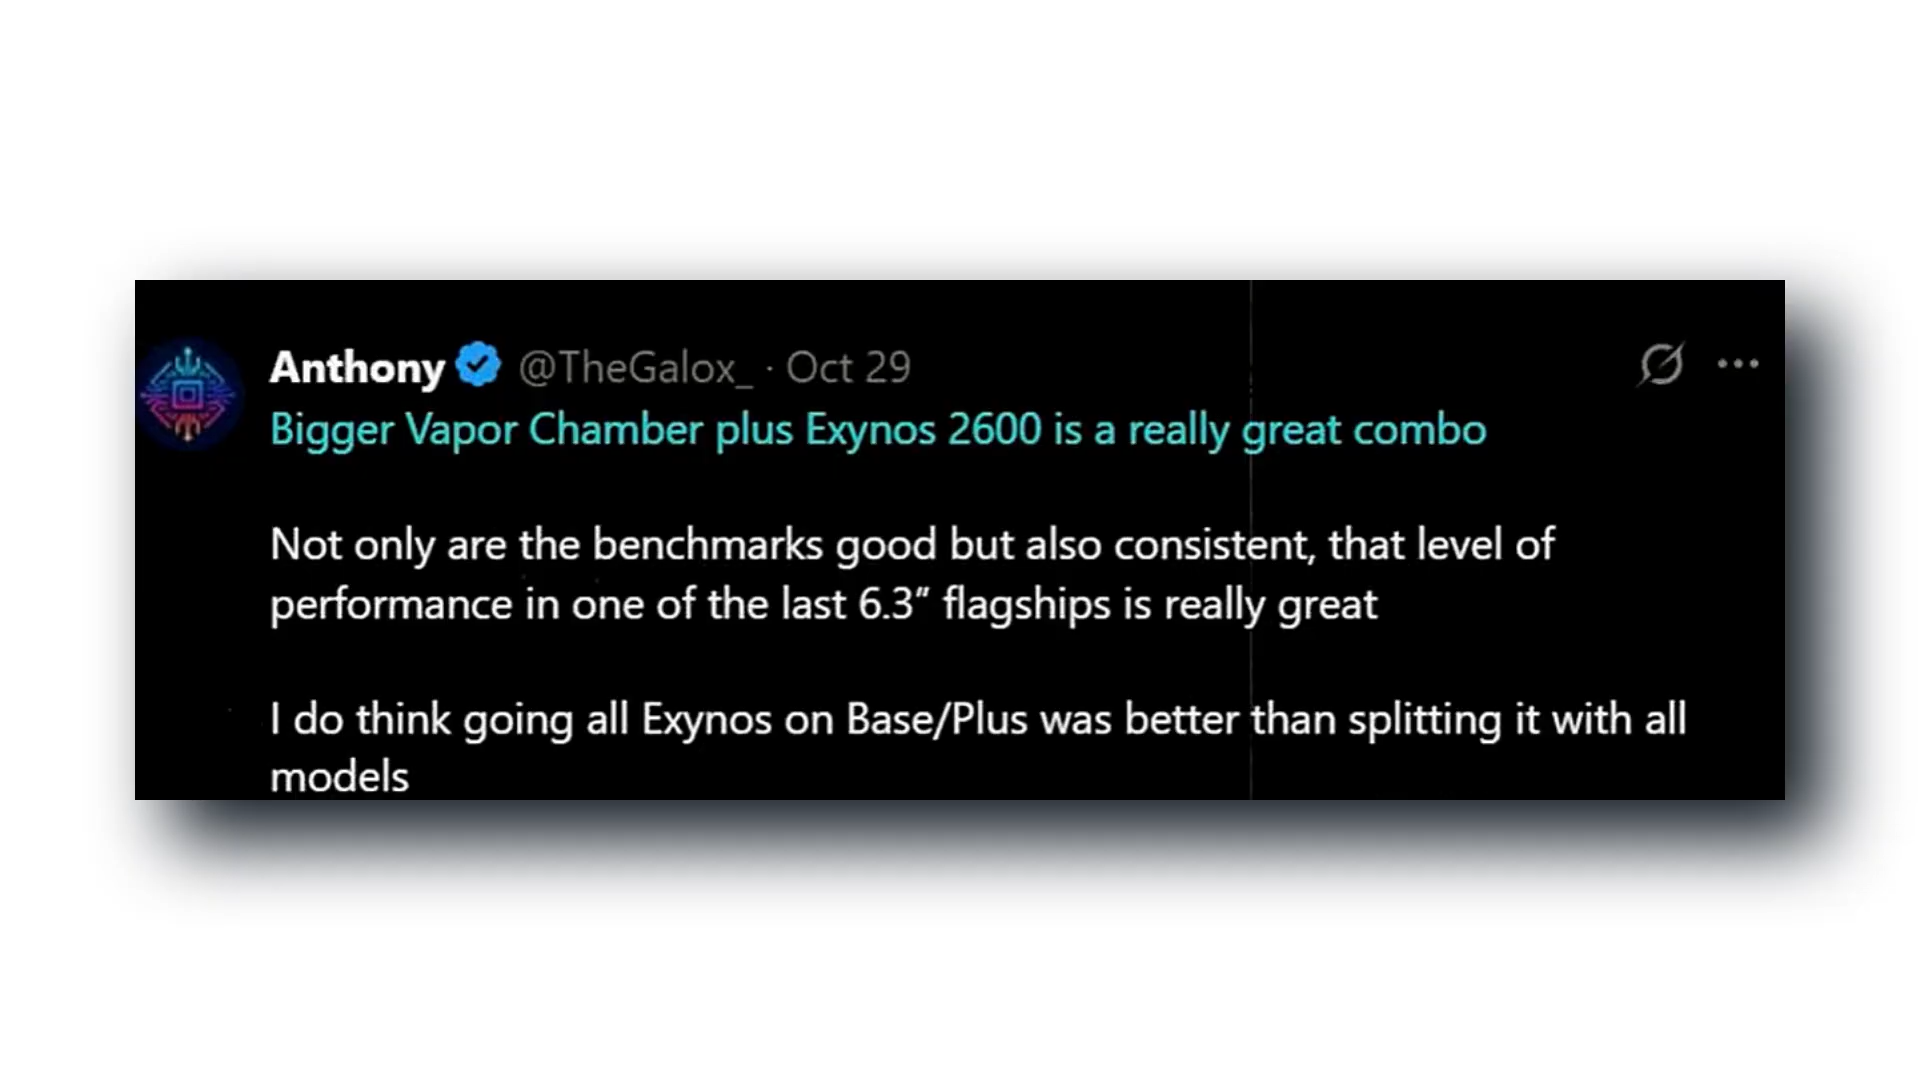 Anthony @TheGalox_ · Oct 29
Bigger Vapor Chamber plus Exynos 2600 is a really great combo
Not only are the benchmarks good but also consistent, that level of
performance in one of the last 6.3” flagships is really great
I do think going all Exynos on Base/Plus was better than splitting it with all
models